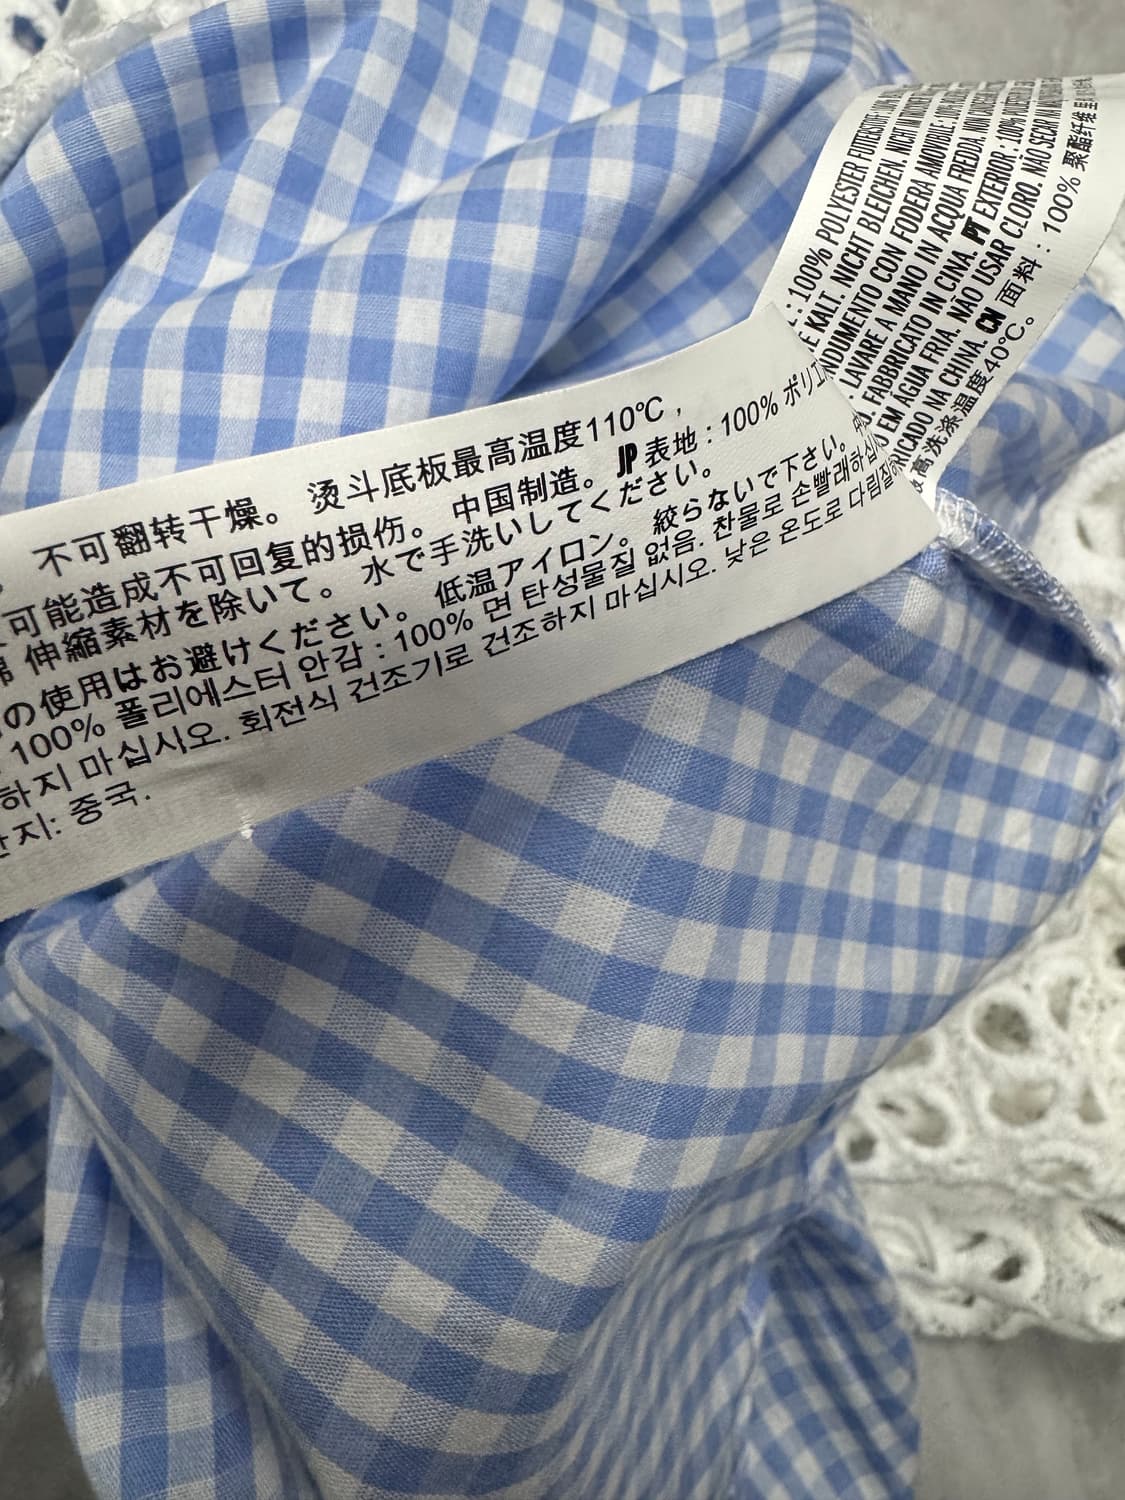 不可翻转干燥。 烫斗底板最高温度110℃，
可能造成不可回复的损伤。 中国制造。 JP 表地 : 100% ポリエ
伸縮素材を除いて。 水で手洗いしてください。
の使用はお避けください。 低温アイロン。 絞らないで下さい。
100% 폴리에스터 안감 : 100% 면 탄성물질 없음. 찬물로 손빨래하십
하지 마십시오. 회전식 건조기로 건조하지 마십시오. 낮은 온도로 다림질
지: 중국.
: 100% POLYESTER FUTTERSTOFF
KALT. NICHT BLEICHEN. NICHT
INDUMENTO CON FODERA AMOVIBILE :
LAVARE A MANO IN ACQUA FREDDA. NON
FABBRICATO IN CINA. PT EXTERIOR : 100%
EM ÁGUA FRIA. NÃO USAR CLORO. NÃO SECAR
BRICADO NA CHINA. CN 面料 : 100% 聚酯纤维
最高洗涤温度40℃。